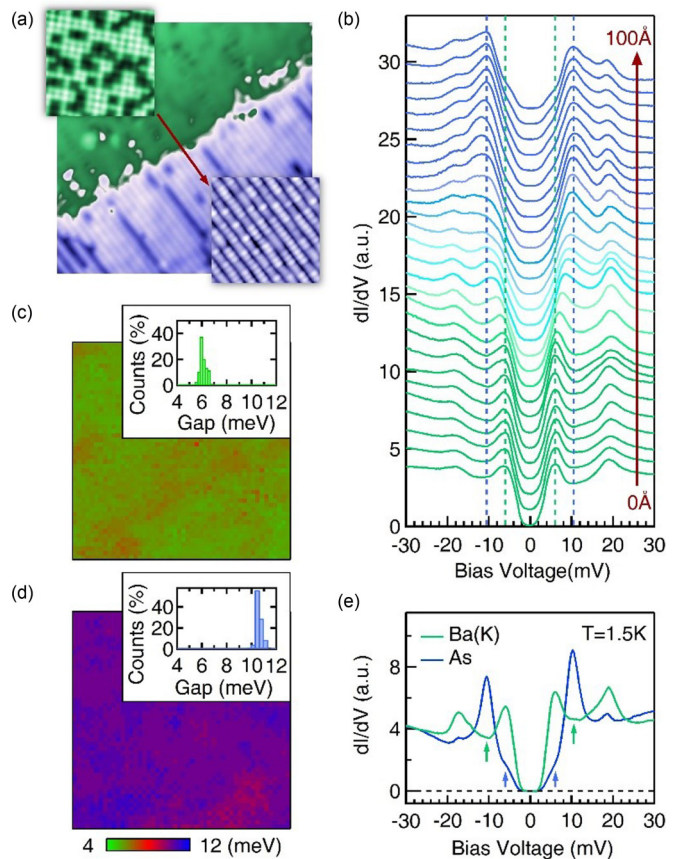 (a)
(b)
100Å
0Å
30
25
20
15
10
5
0
dI/dV (a.u.)
-30 -20 -10 0 10 20 30
Bias Voltage(mV)
(c)
Counts (%)
40
20
0
4 6 8 10 12
Gap (meV)
(d)
Counts (%)
40
20
0
4 6 8 10 12
Gap (meV)
4 12 (meV)
(e)
Ba(K)
As
T=1.5K
dI/dV (a.u.)
8
4
0
-30 -20 -10 0 10 20 30
Bias Voltage (mV)